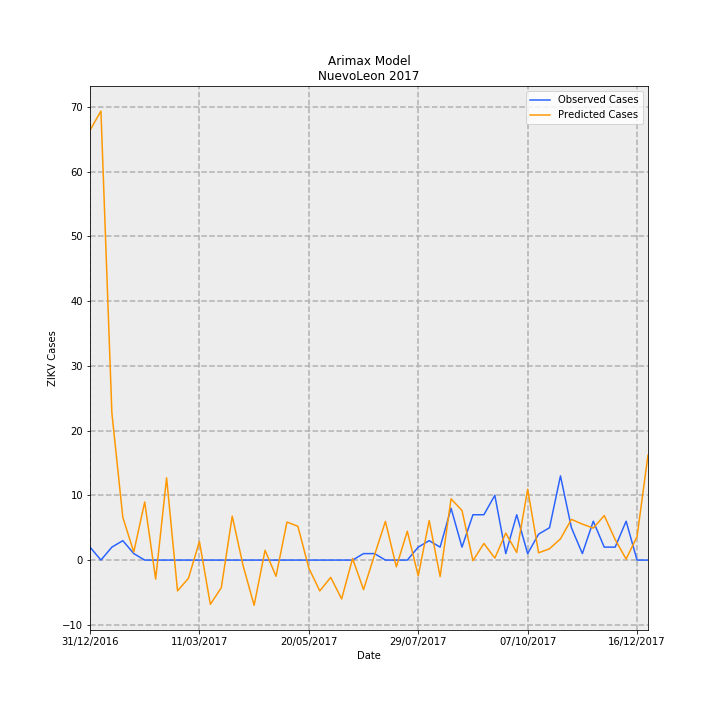 Arimax Model
NuevoLeon 2017
Observed Cases
Predicted Cases
ZIKV Cases
70
60
50
40
30
20
10
0
−10
31/12/2016
11/03/2017
20/05/2017
29/07/2017
07/10/2017
16/12/2017
Date